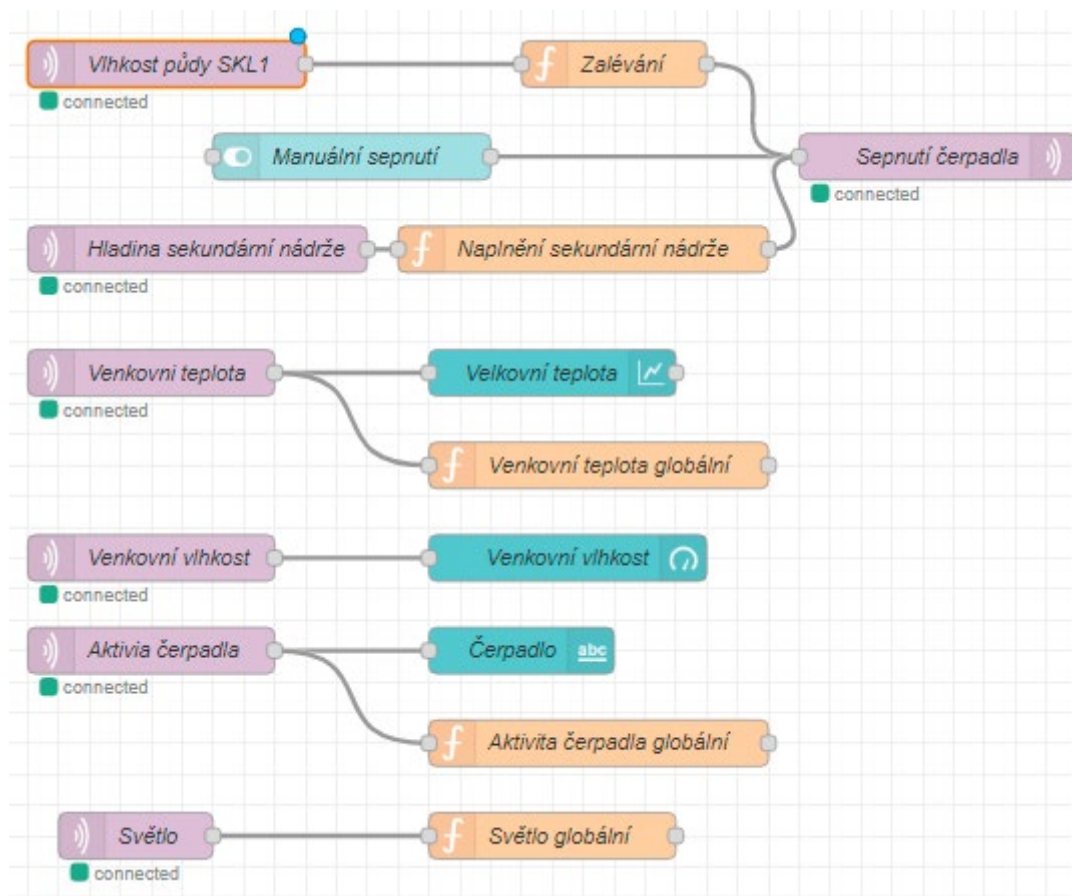 Vlhkost půdy SKL1
Zalévání
connected
Manuální sepnutí
Sepnutí čerpadla
connected
Hladina sekundární nádrže
Naplnění sekundární nádrže
connected
Venkovni teplota
Velkovní teplota
connected
Venkovní teplota globální
Venkovní vlhkost
Venkovní vlhkost
connected
Aktivia čerpadla
Čerpadlo
abc
connected
Aktivita čerpadla globální
Světlo
Světlo globální
connected